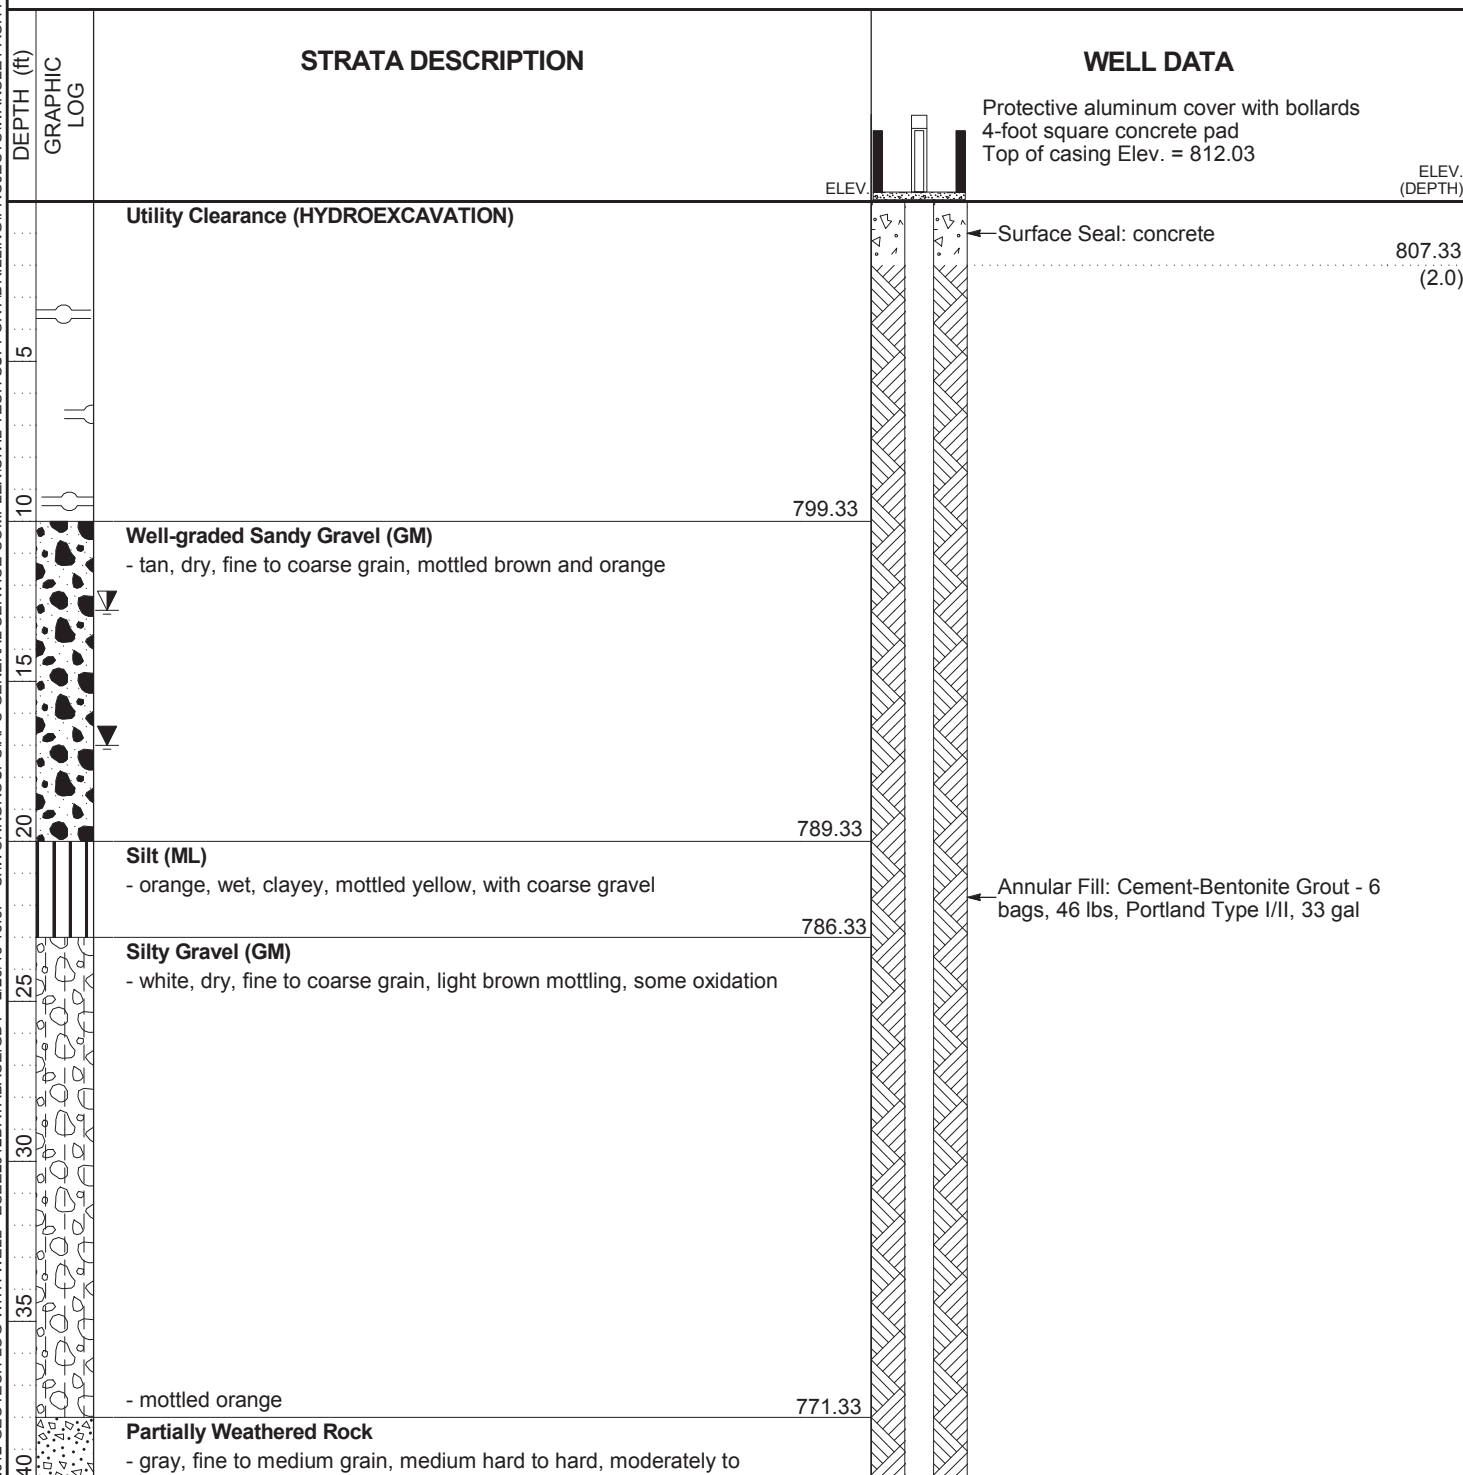 DEPTH (ft)
GRAPHIC
LOG
STRATA DESCRIPTION
ELEV.
WELL DATA
Protective aluminum cover with bollards
4-foot square concrete pad
Top of casing Elev. = 812.03
ELEV.
(DEPTH)
Utility Clearance (HYDROEXCAVATION)
Surface Seal: concrete
807.33
(2.0)
5
10
799.33
Well-graded Sandy Gravel (GM)
- tan, dry, fine to coarse grain, mottled brown and orange
15
20
789.33
Silt (ML)
- orange, wet, clayey, mottled yellow, with coarse gravel
Annular Fill: Cement-Bentonite Grout - 6
bags, 46 lbs, Portland Type I/II, 33 gal
786.33
Silty Gravel (GM)
- white, dry, fine to coarse grain, light brown mottling, some oxidation
25
30
35
- mottled orange
771.33
Partially Weathered Rock
- gray, fine to medium grain, medium hard to hard, moderately to
40